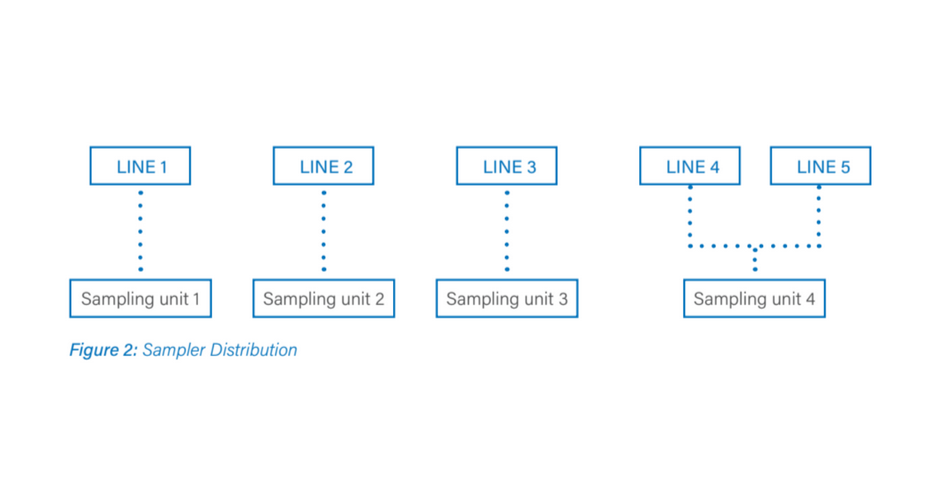 LINE 1
LINE 2
LINE 3
LINE 4
LINE 5
Sampling unit 1
Sampling unit 2
Sampling unit 3
Sampling unit 4
Figure 2: Sampler Distribution